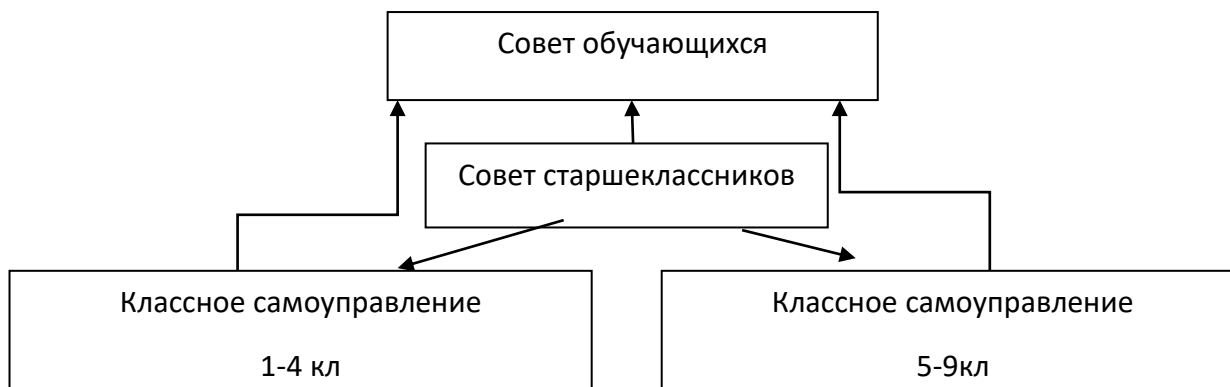 Совет обучающихся
Совет старшеклассников
Классное самоуправление
1-4 кл
Классное самоуправление
5-9кл